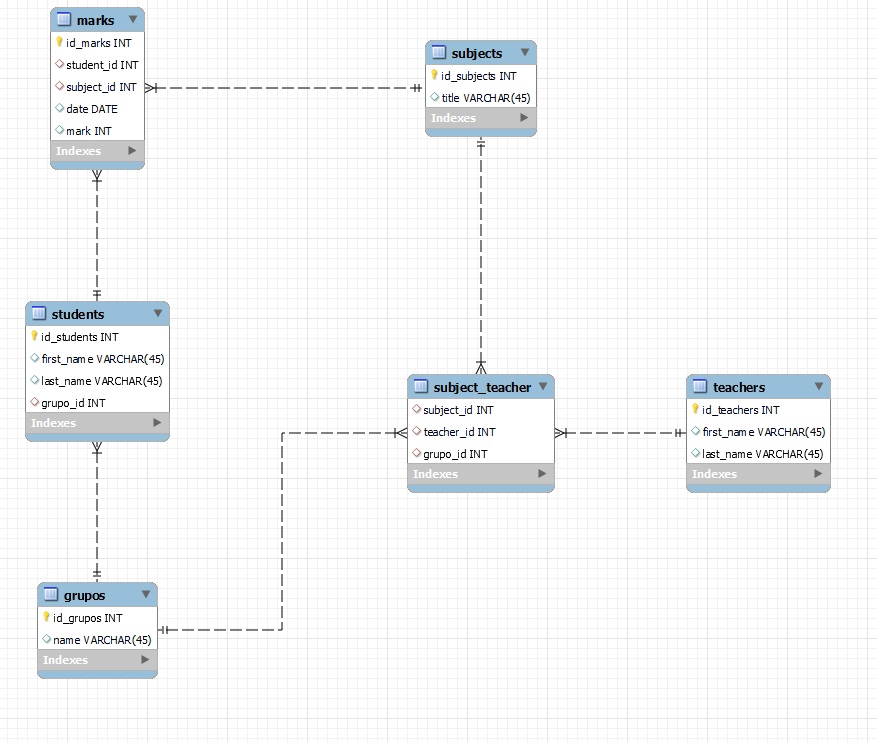 marks
id_marks INT
student_id INT
subject_id INT
date DATE
mark INT
Indexes
subjects
id_subjects INT
title VARCHAR(45)
Indexes
students
id_students INT
first_name VARCHAR(45)
last_name VARCHAR(45)
grupo_id INT
Indexes
subject_teacher
subject_id INT
teacher_id INT
grupo_id INT
Indexes
teachers
id_teachers INT
first_name VARCHAR(45)
last_name VARCHAR(45)
Indexes
grupos
id_grupos INT
name VARCHAR(45)
Indexes